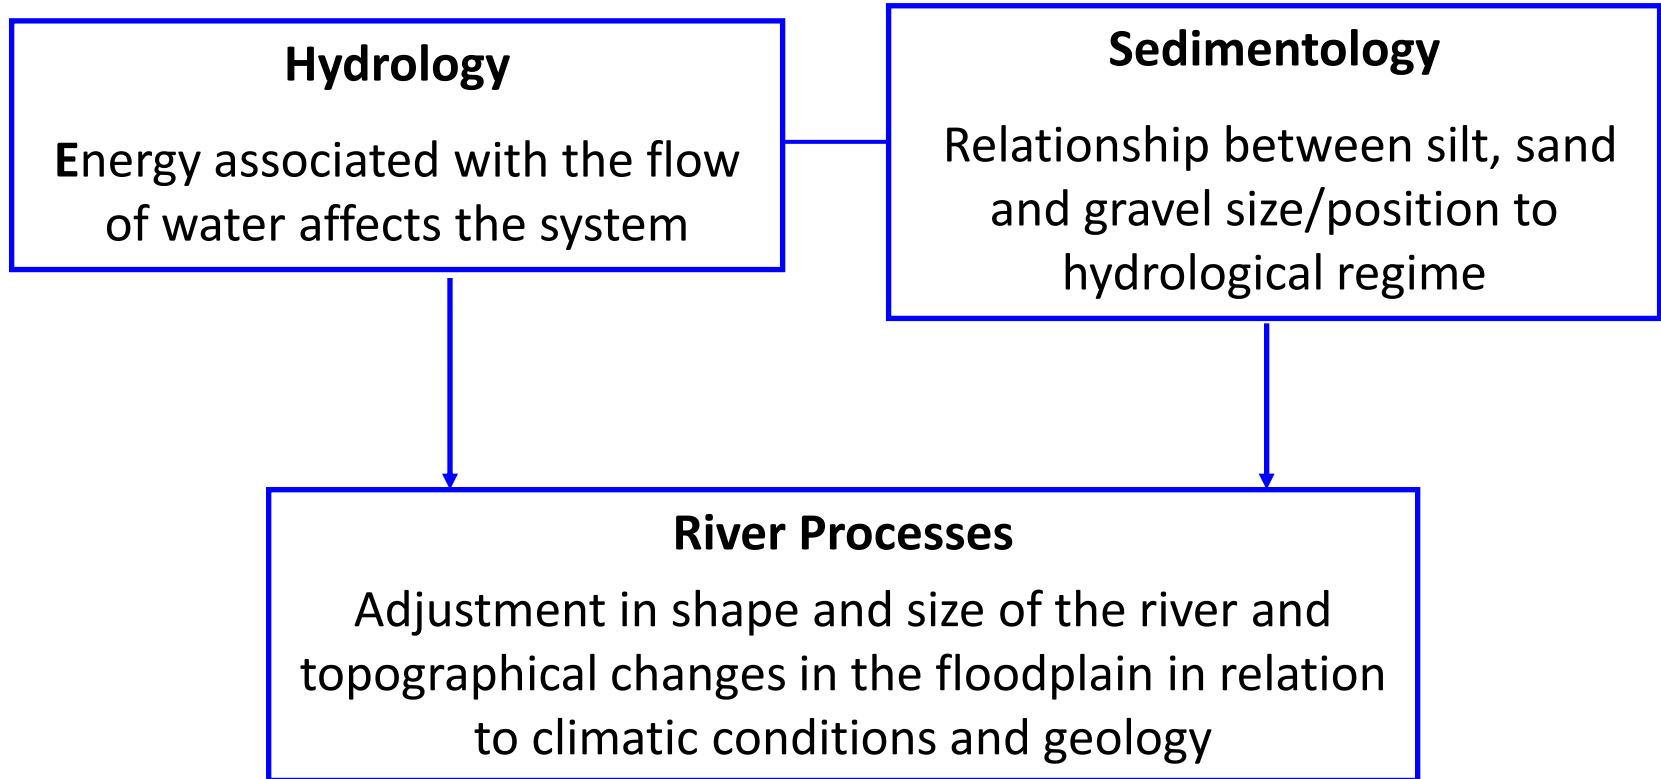 Hydrology
Energy associated with the flow
of water affects the system
Sedimentology
Relationship between silt, sand
and gravel size/position to
hydrological regime
River Processes
Adjustment in shape and size of the river and
topographical changes in the floodplain in relation
to climatic conditions and geology